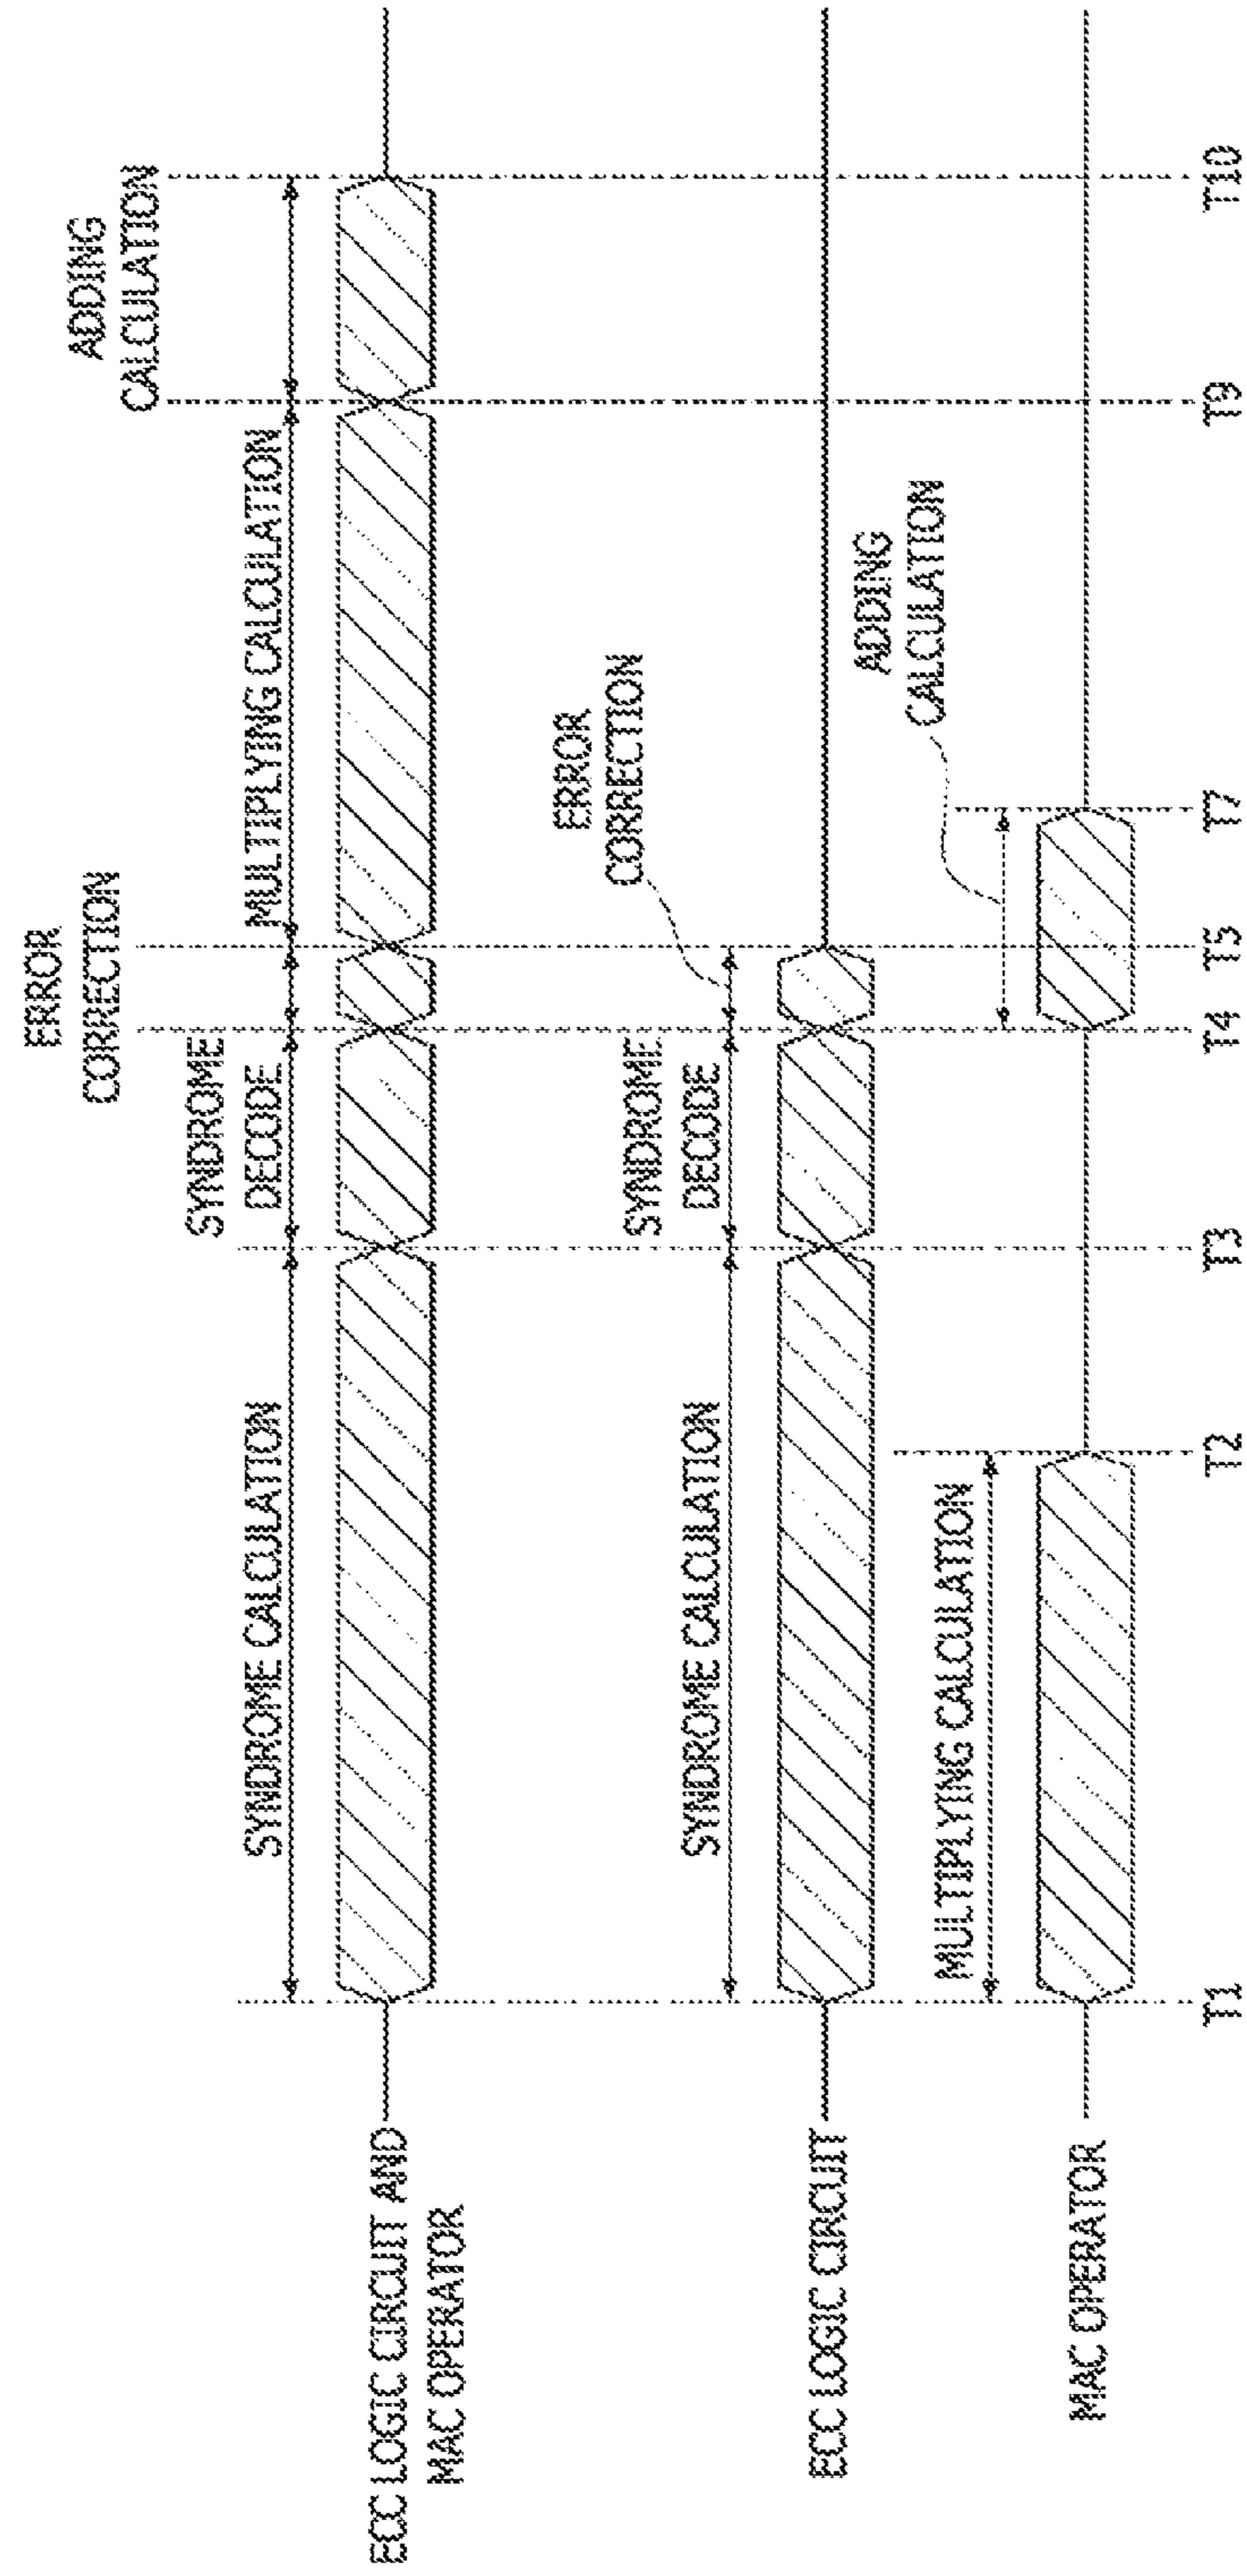 ERROR
CORRECTION
ADDING
CALCULATION
SYNDROME CALCULATION
SYNDROME
DECODE
MULTIPLYING CALCULATION
ECC LOGIC CIRCUIT AND
MAC OPERATOR
ERROR
CORRECTION
SYNDROME CALCULATION
SYNDROME
DECODE
ECC LOGIC CIRCUIT
ADDING
CALCULATION
MULTIPLYING CALCULATION
MAC OPERATOR
T1
T2
T3
T4
T5
T7
T9
T10